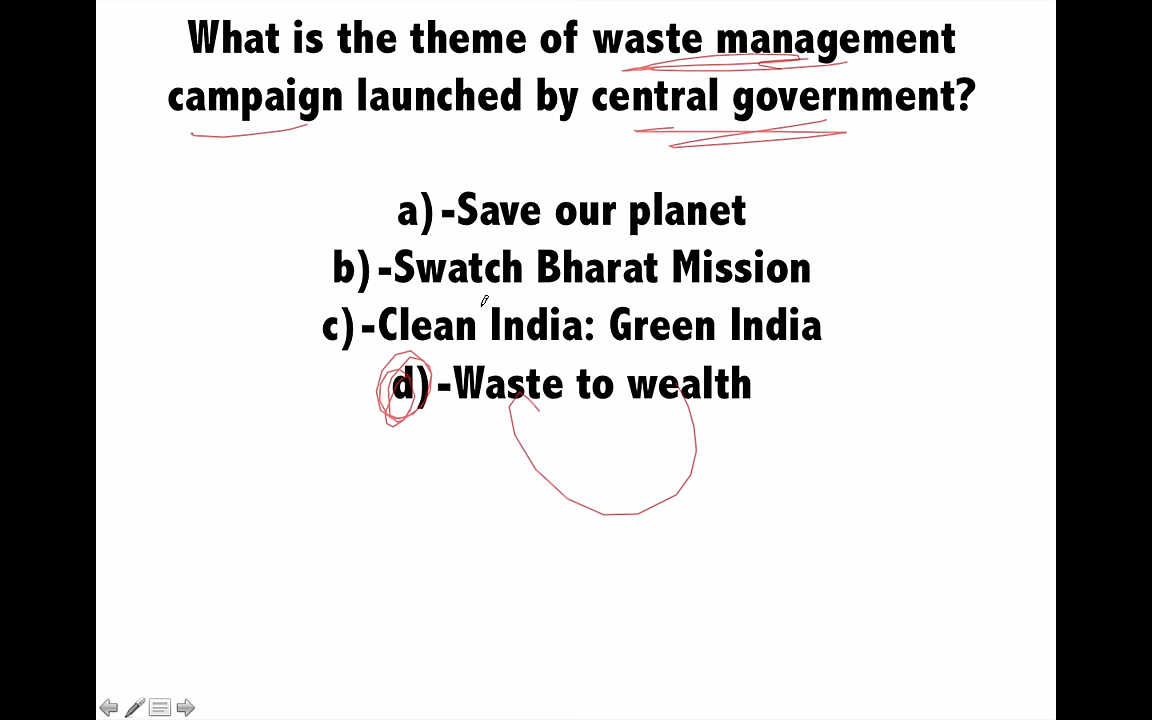 What is the theme of waste management
campaign launched by central government?
a)-Save our planet
b)-Swatch Bharat Mission
c)-Clean India: Green India
d)-Waste to wealth